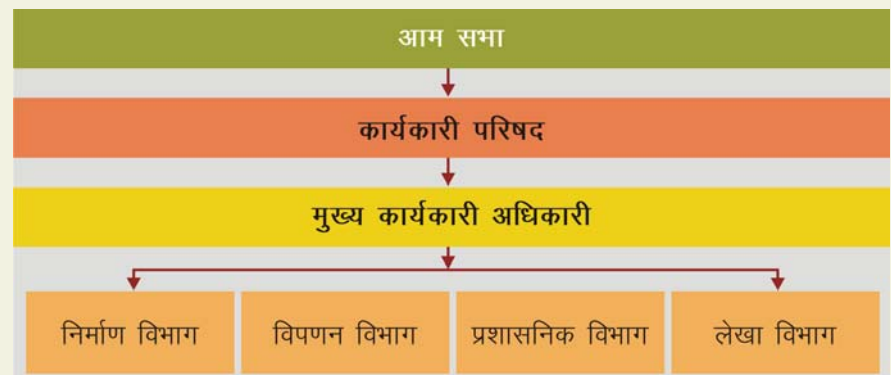 आम सभा
कार्यकारी परिषद
मुख्य कार्यकारी अधिकारी
निर्माण विभाग
विपणन विभाग
प्रशासनिक विभाग
लेखा विभाग